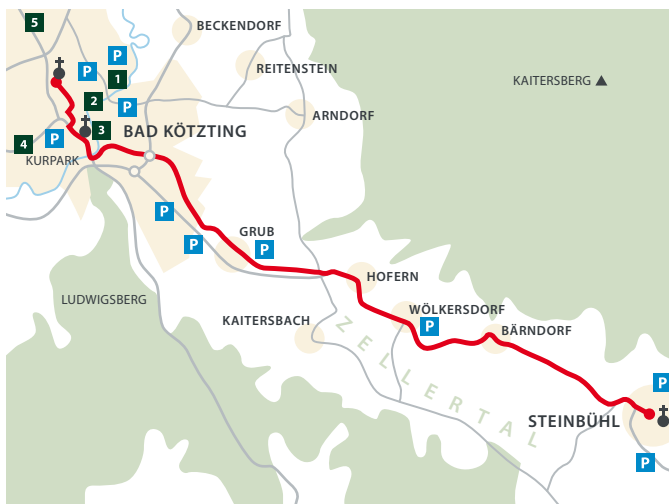 5
BECKENDORF
P
P
REITENSTEIN
1
KAITERSBERG
2
P
ARNDORF
3
BAD KÖTZTING
4
P
KURPARK
P
GRUB
P
P
HOFERN
LUDWIGSBERG
WÖLKERSDORF
KAITERSBACH
P
BÄRNDORF
ZELLERTAL
P
STEINBÜHL
P